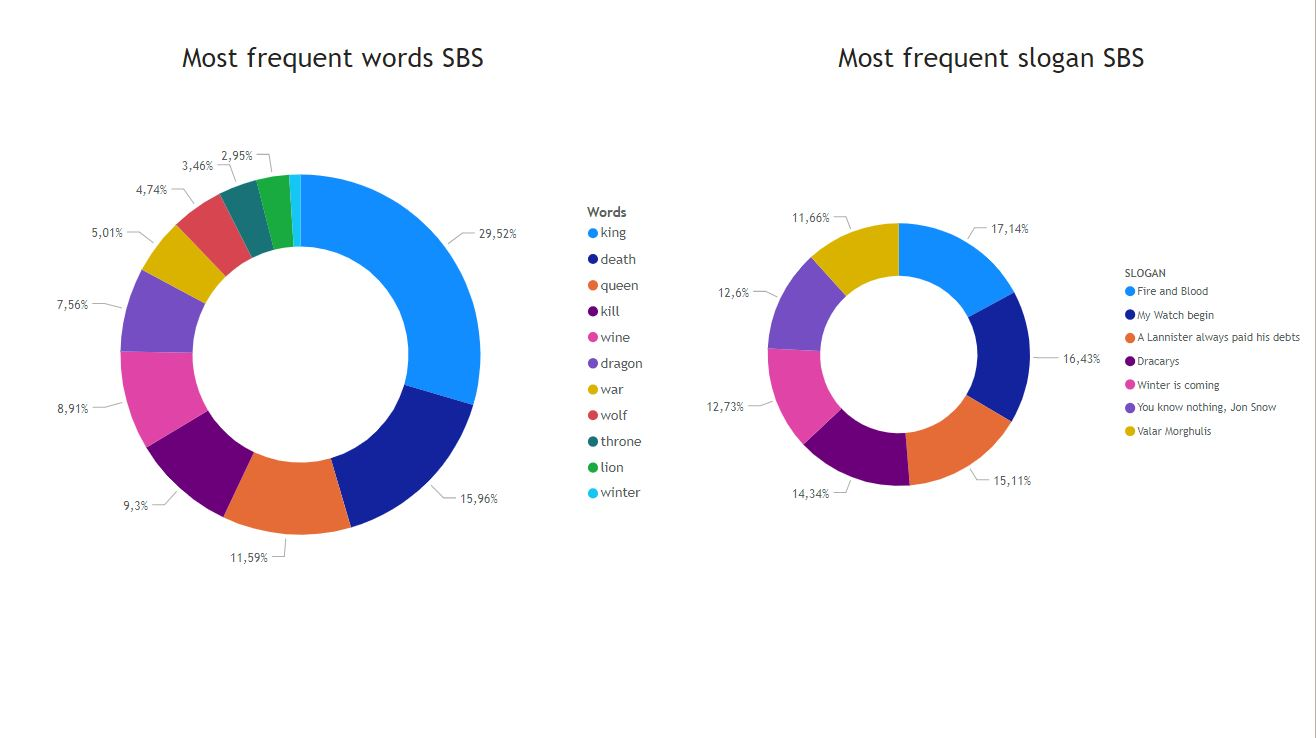 Most frequent words SBS
2,95%
3,46%
4,74%
5,01%
7,56%
8,91%
9,3%
11,59%
15,96%
29,52%
Words
king
death
queen
kill
wine
dragon
war
wolf
throne
lion
winter
Most frequent slogan SBS
11,66%
17,14%
12,6%
16,43%
12,73%
14,34%
15,11%
SLOGAN
Fire and Blood
My Watch begin
A Lannister always paid his debts
Dracarys
Winter is coming
You know nothing, Jon Snow
Valar Morghulis